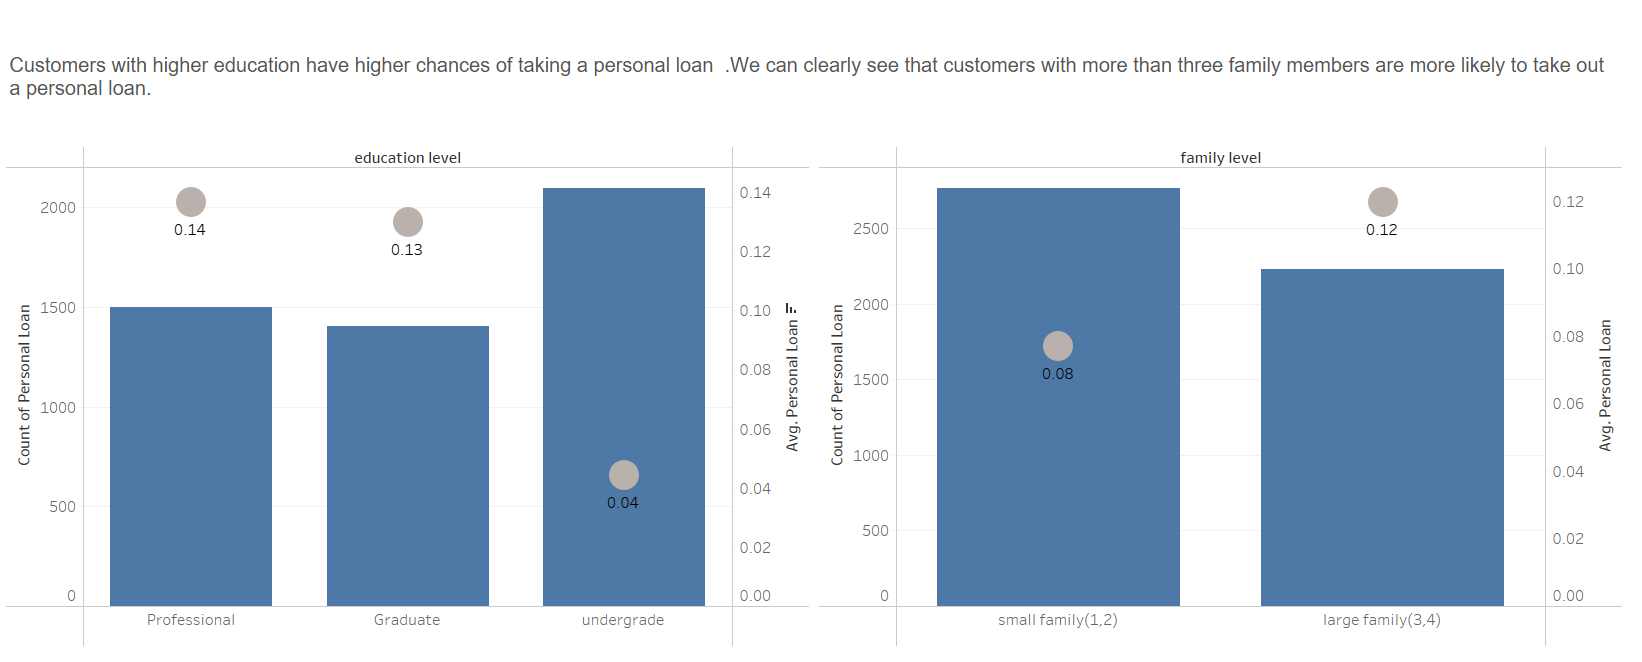 Customers with higher education have higher chances of taking a personal loan  .We can clearly see that customers with more than three family members are more likely to take out
a personal loan.
education level
Count of Personal Loan
2000
1500
1000
500
0
0.14
0.13
0.04
0.14
0.12
0.10
0.08
0.06
0.04
0.02
0.00
Avg. Personal Loan
Professional
Graduate
undergrade
family level
Count of Personal Loan
2500
2000
1500
1000
500
0
0.08
0.12
0.12
0.10
0.08
0.06
0.04
0.02
0.00
Avg. Personal Loan
small family(1,2)
large family(3,4)